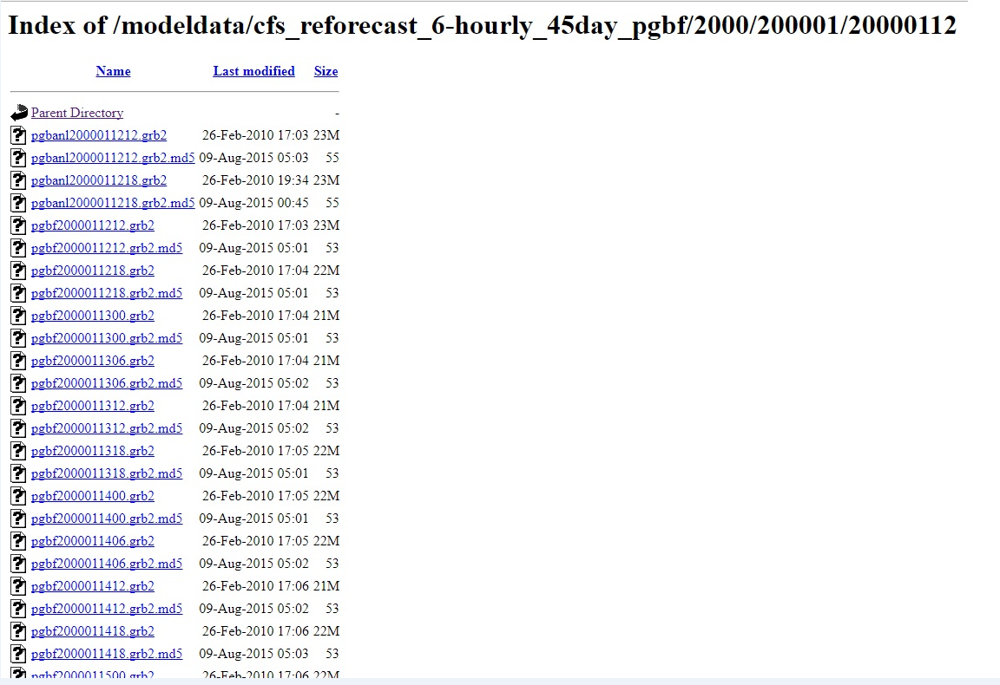 Index of /modeldata/cfs_reforecast_6-hourly_45day_pgbf/2000/200001/20000112
Name Last modified Size
Parent Directory -
pgbanl2000011212.grb2 26-Feb-2010 17:03 23M
pgbanl2000011212.grb2.md5 09-Aug-2015 05:03 55
pgbanl2000011218.grb2 26-Feb-2010 19:34 23M
pgbanl2000011218.grb2.md5 09-Aug-2015 00:45 55
pgbf2000011212.grb2 26-Feb-2010 17:03 23M
pgbf2000011212.grb2.md5 09-Aug-2015 05:01 53
pgbf2000011218.grb2 26-Feb-2010 17:04 22M
pgbf2000011218.grb2.md5 09-Aug-2015 05:01 53
pgbf2000011300.grb2 26-Feb-2010 17:04 21M
pgbf2000011300.grb2.md5 09-Aug-2015 05:01 53
pgbf2000011306.grb2 26-Feb-2010 17:04 21M
pgbf2000011306.grb2.md5 09-Aug-2015 05:02 53
pgbf2000011312.grb2 26-Feb-2010 17:04 21M
pgbf2000011312.grb2.md5 09-Aug-2015 05:02 53
pgbf2000011318.grb2 26-Feb-2010 17:05 22M
pgbf2000011318.grb2.md5 09-Aug-2015 05:01 53
pgbf2000011400.grb2 26-Feb-2010 17:05 22M
pgbf2000011400.grb2.md5 09-Aug-2015 05:01 53
pgbf2000011406.grb2 26-Feb-2010 17:05 22M
pgbf2000011406.grb2.md5 09-Aug-2015 05:02 53
pgbf2000011412.grb2 26-Feb-2010 17:06 21M
pgbf2000011412.grb2.md5 09-Aug-2015 05:02 53
pgbf2000011418.grb2 26-Feb-2010 17:06 22M
pgbf2000011418.grb2.md5 09-Aug-2015 05:03 53
pgbf2000011500.grb2 26-Feb-2010 17:06 22M